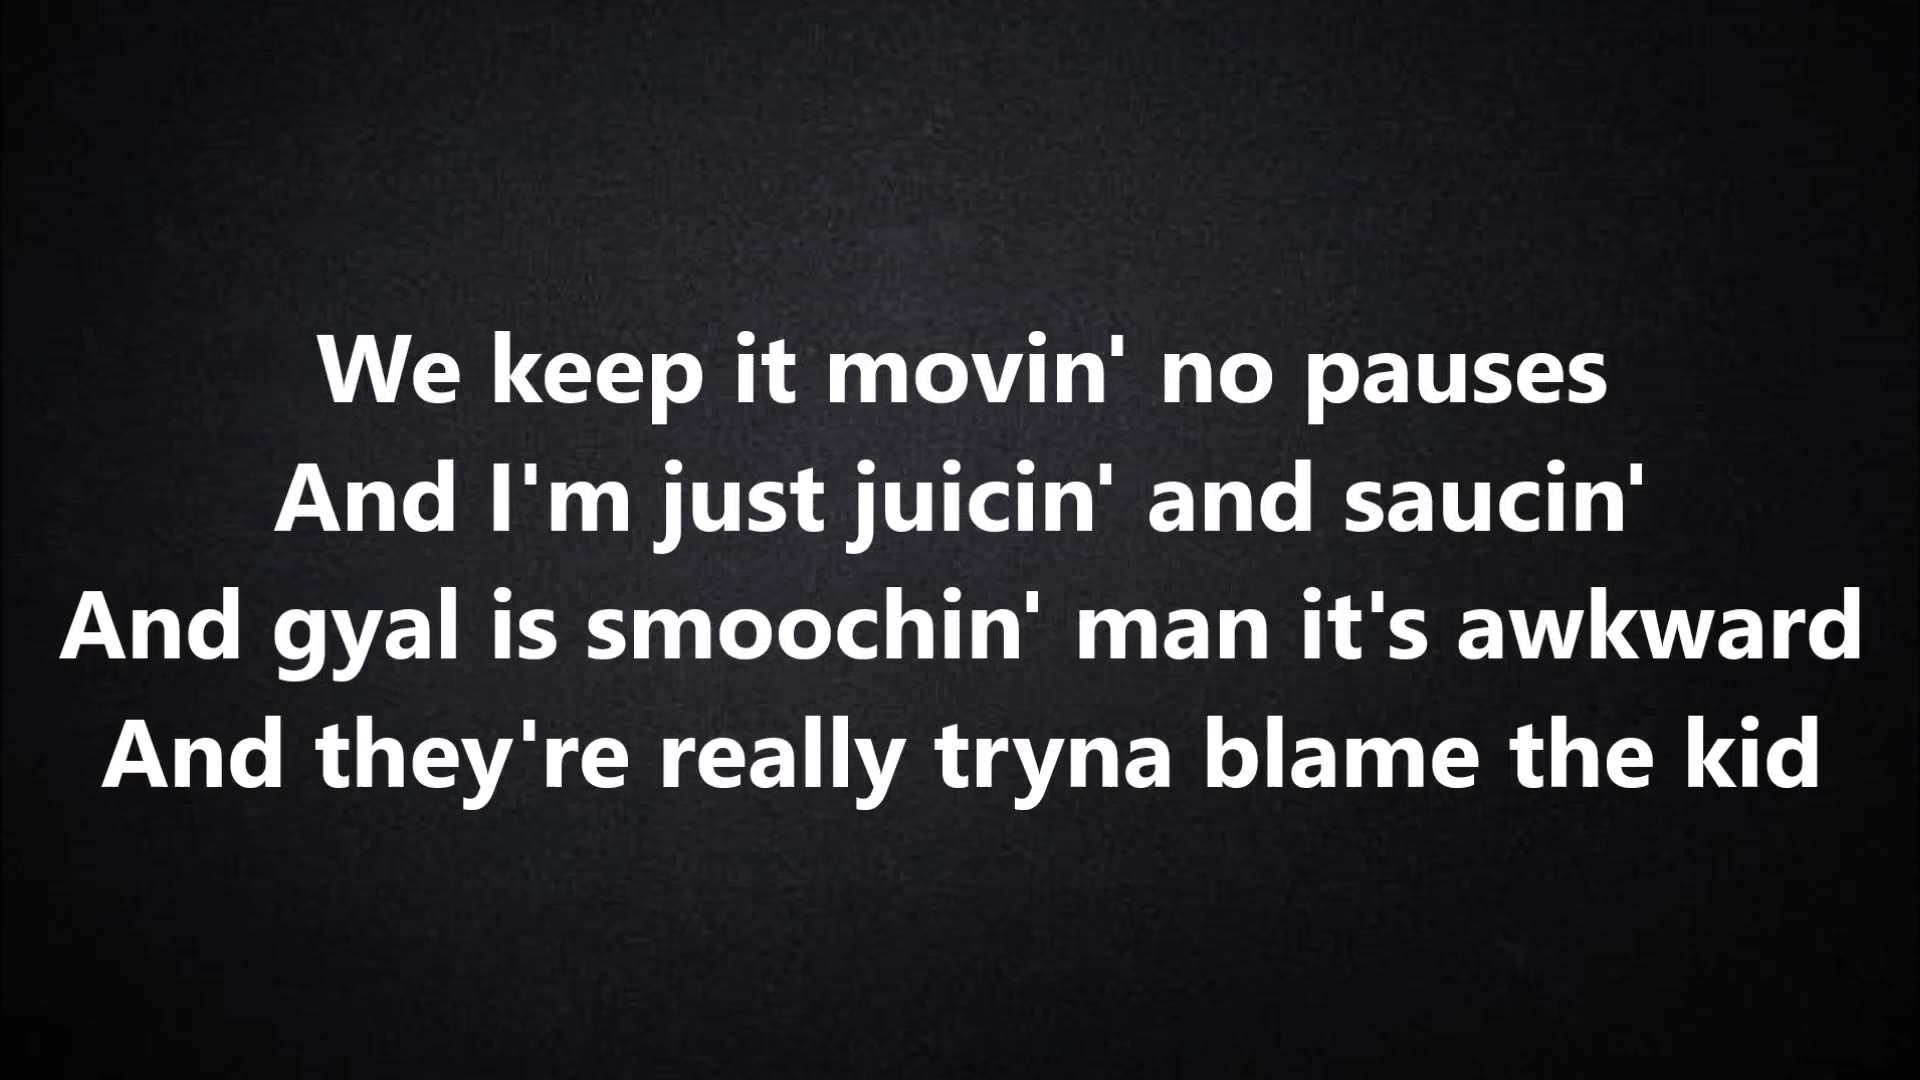 We keep it movin' no pauses
And I'm just juicin' and saucin'
And gyal is smoochin' man it's awkward
And they're really tryna blame the kid